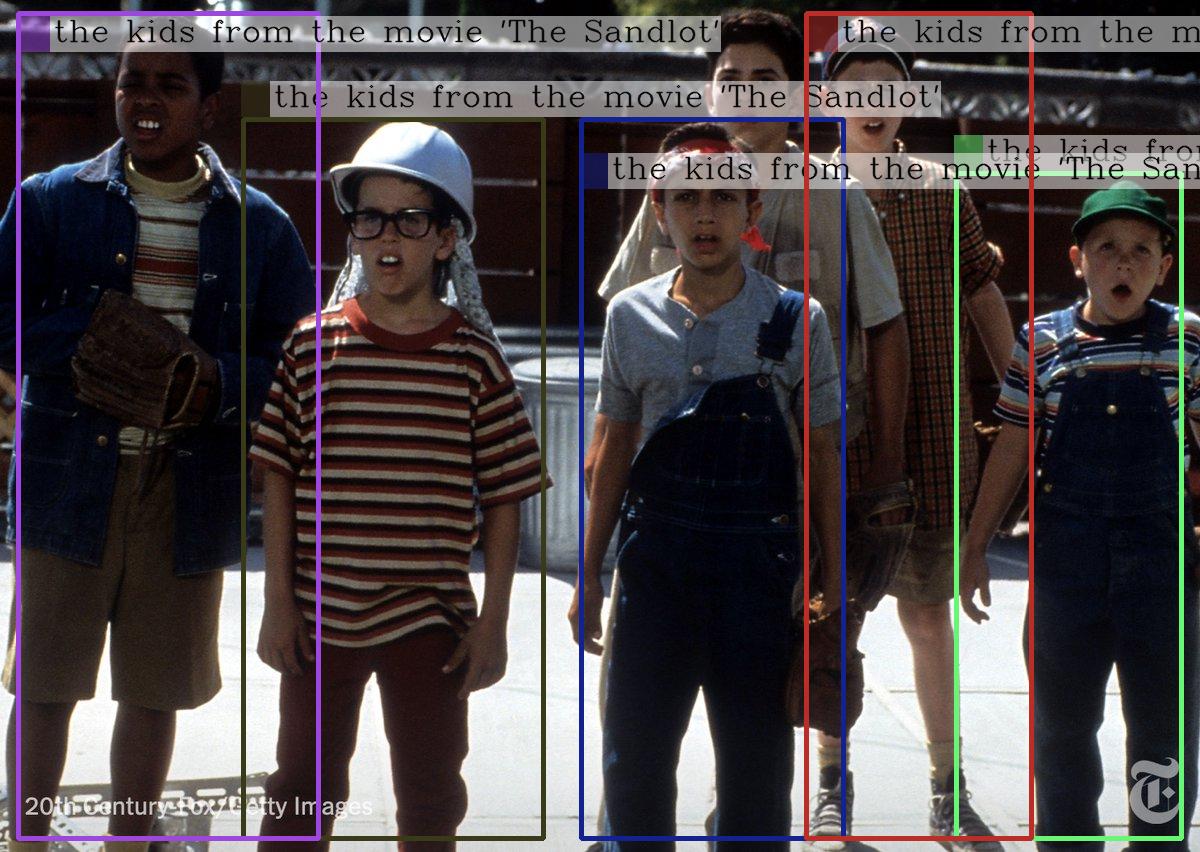 the kids from the movie 'The Sandlot'
the kids from the m
the kids from the movie 'The Sandlot'
the kids fro
the kids from the movie 'The San
20th Century Fox/Getty Images
T